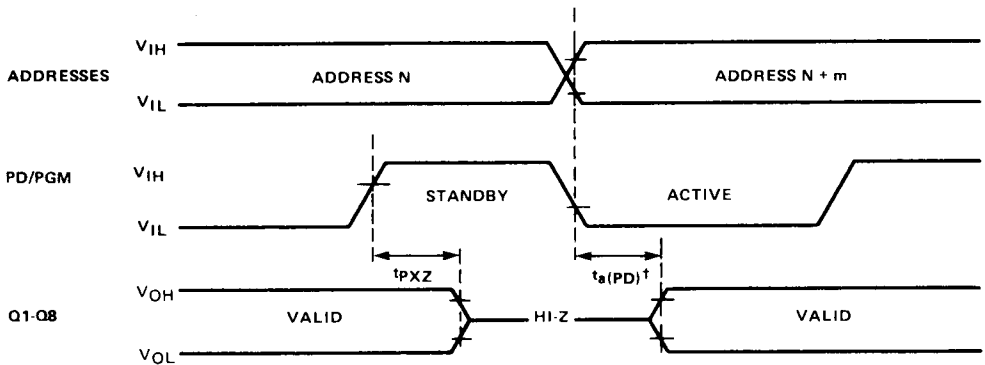 VIH
ADDRESSES
ADDRESS N
ADDRESS N + m
VIL
PD/PGM
VIH
STANDBY
ACTIVE
VIL
tPXZ
ta(PD)†
VOH
Q1-Q8
VALID
HI-Z
VALID
VOL